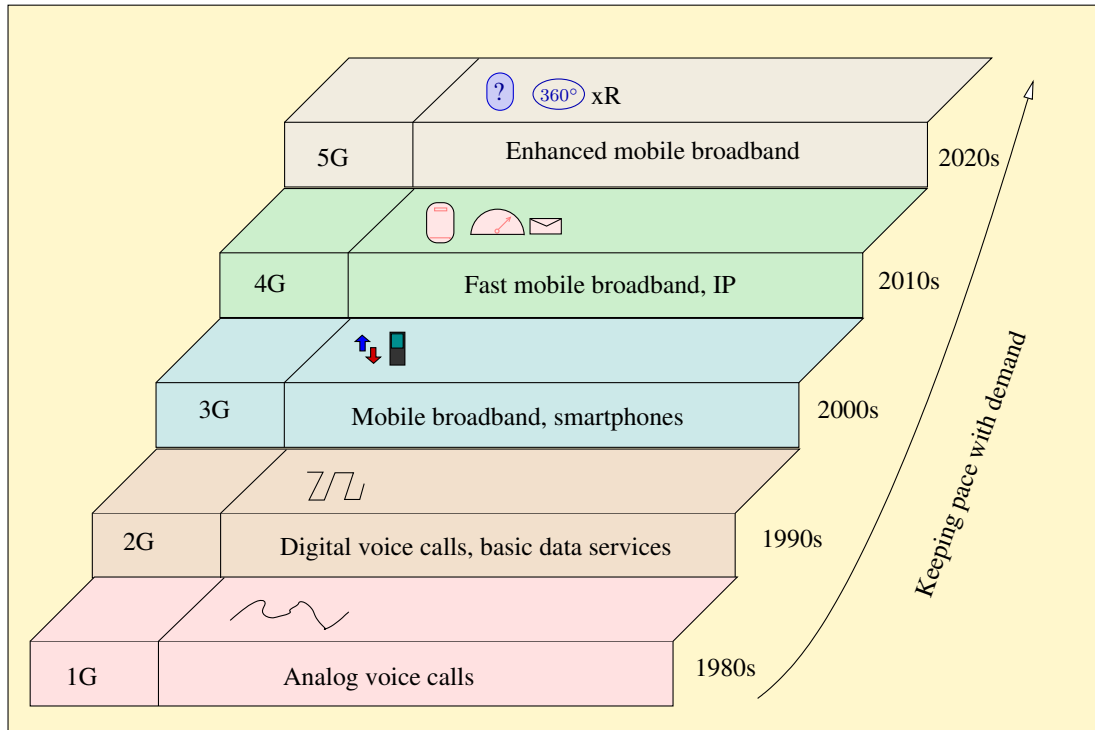 ? 360° xR
5G
Enhanced mobile broadband
2020s
4G
Fast mobile broadband, IP
2010s
3G
Mobile broadband, smartphones
2000s
2G
Digital voice calls, basic data services
1990s
1G
Analog voice calls
1980s
Keeping pace with demand